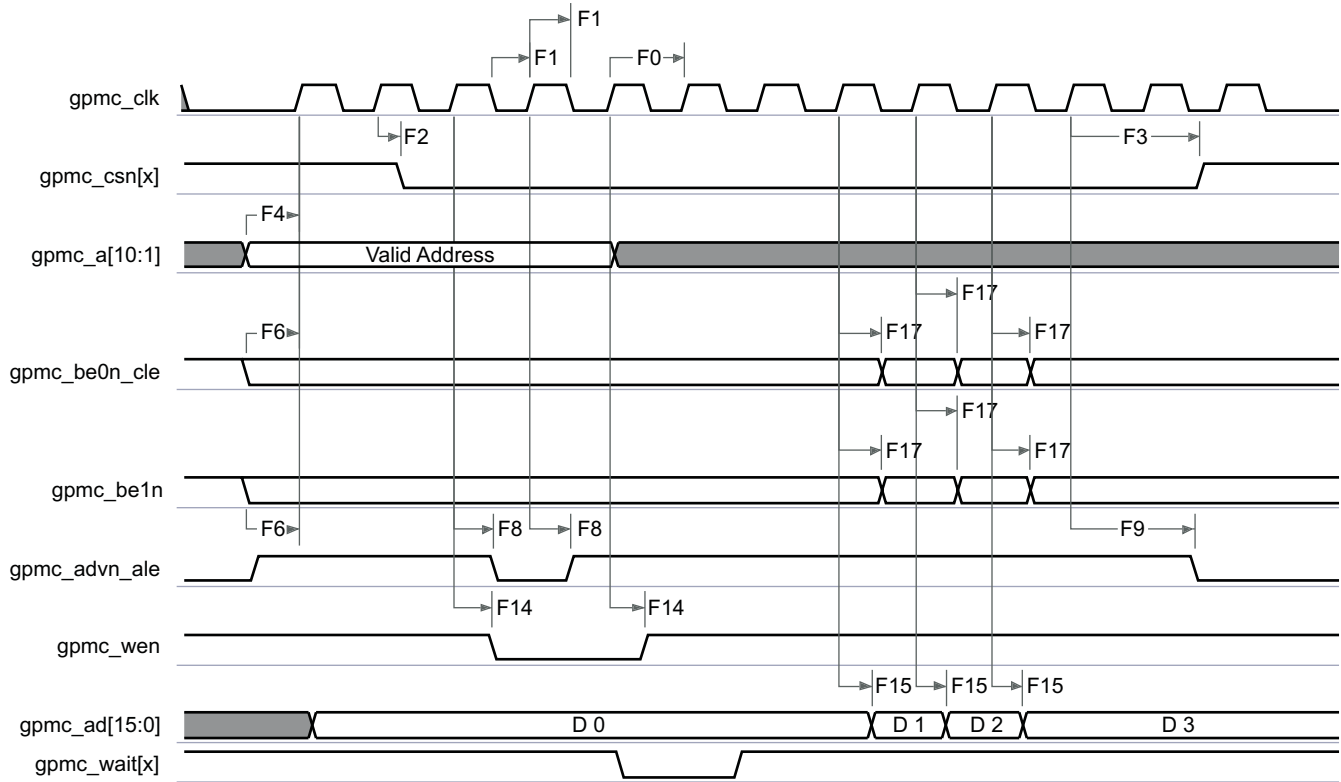 F1
F1
F0
gpmc_clk
F2
F3
gpmc_csn[x]
F4
gpmc_a[10:1]
Valid Address
F17
F6
F17
F17
gpmc_be0n_cle
F17
F17
F17
gpmc_be1n
F6
F8
F8
F9
gpmc_advn_ale
F14
F14
gpmc_wen
F15
F15
F15
gpmc_ad[15:0]
D 0
D 1
D 2
D 3
gpmc_wait[x]